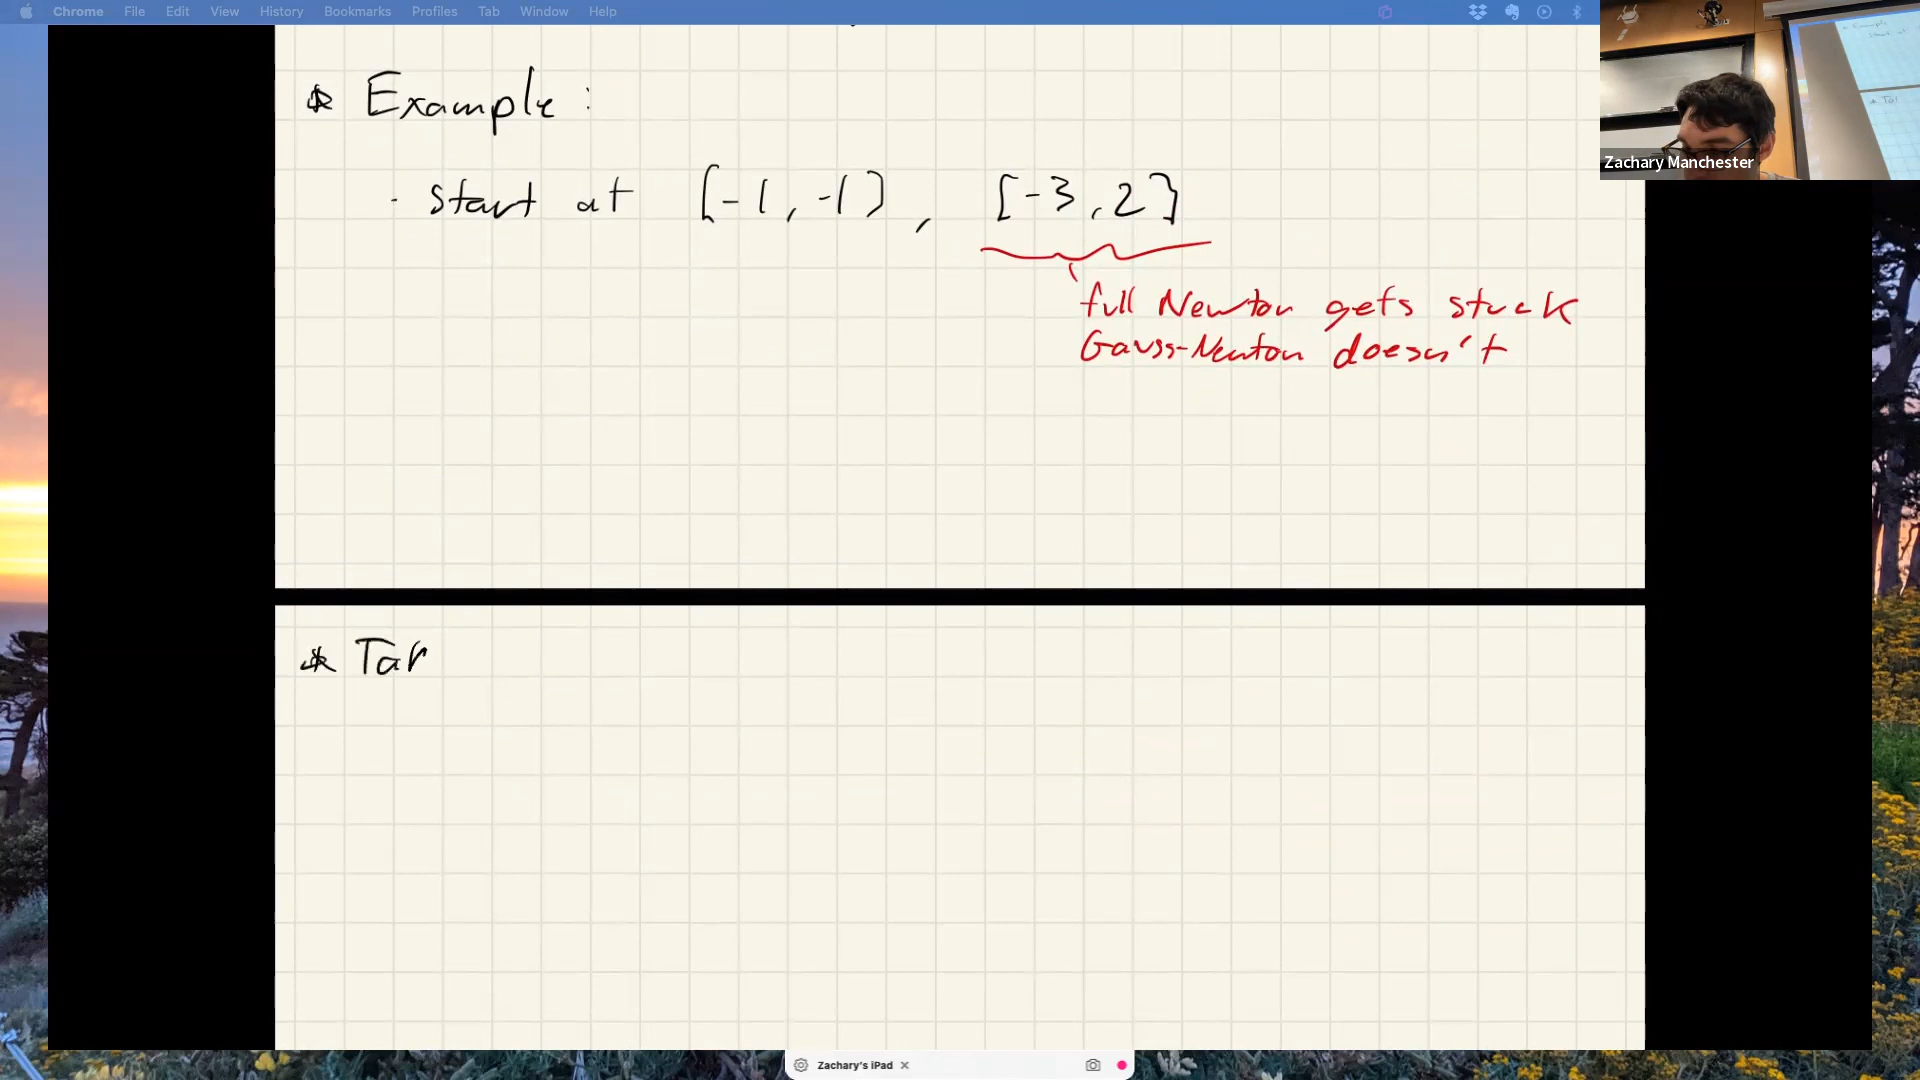 Chrome File Edit View History Bookmarks Profiles Tab Window Help
* Example :
· Start at [-1, -1] , [-3, 2]
full Newton gets stuck
Gauss-Newton doesn't
* Tar
Zachary Manchester
Zachary's iPad